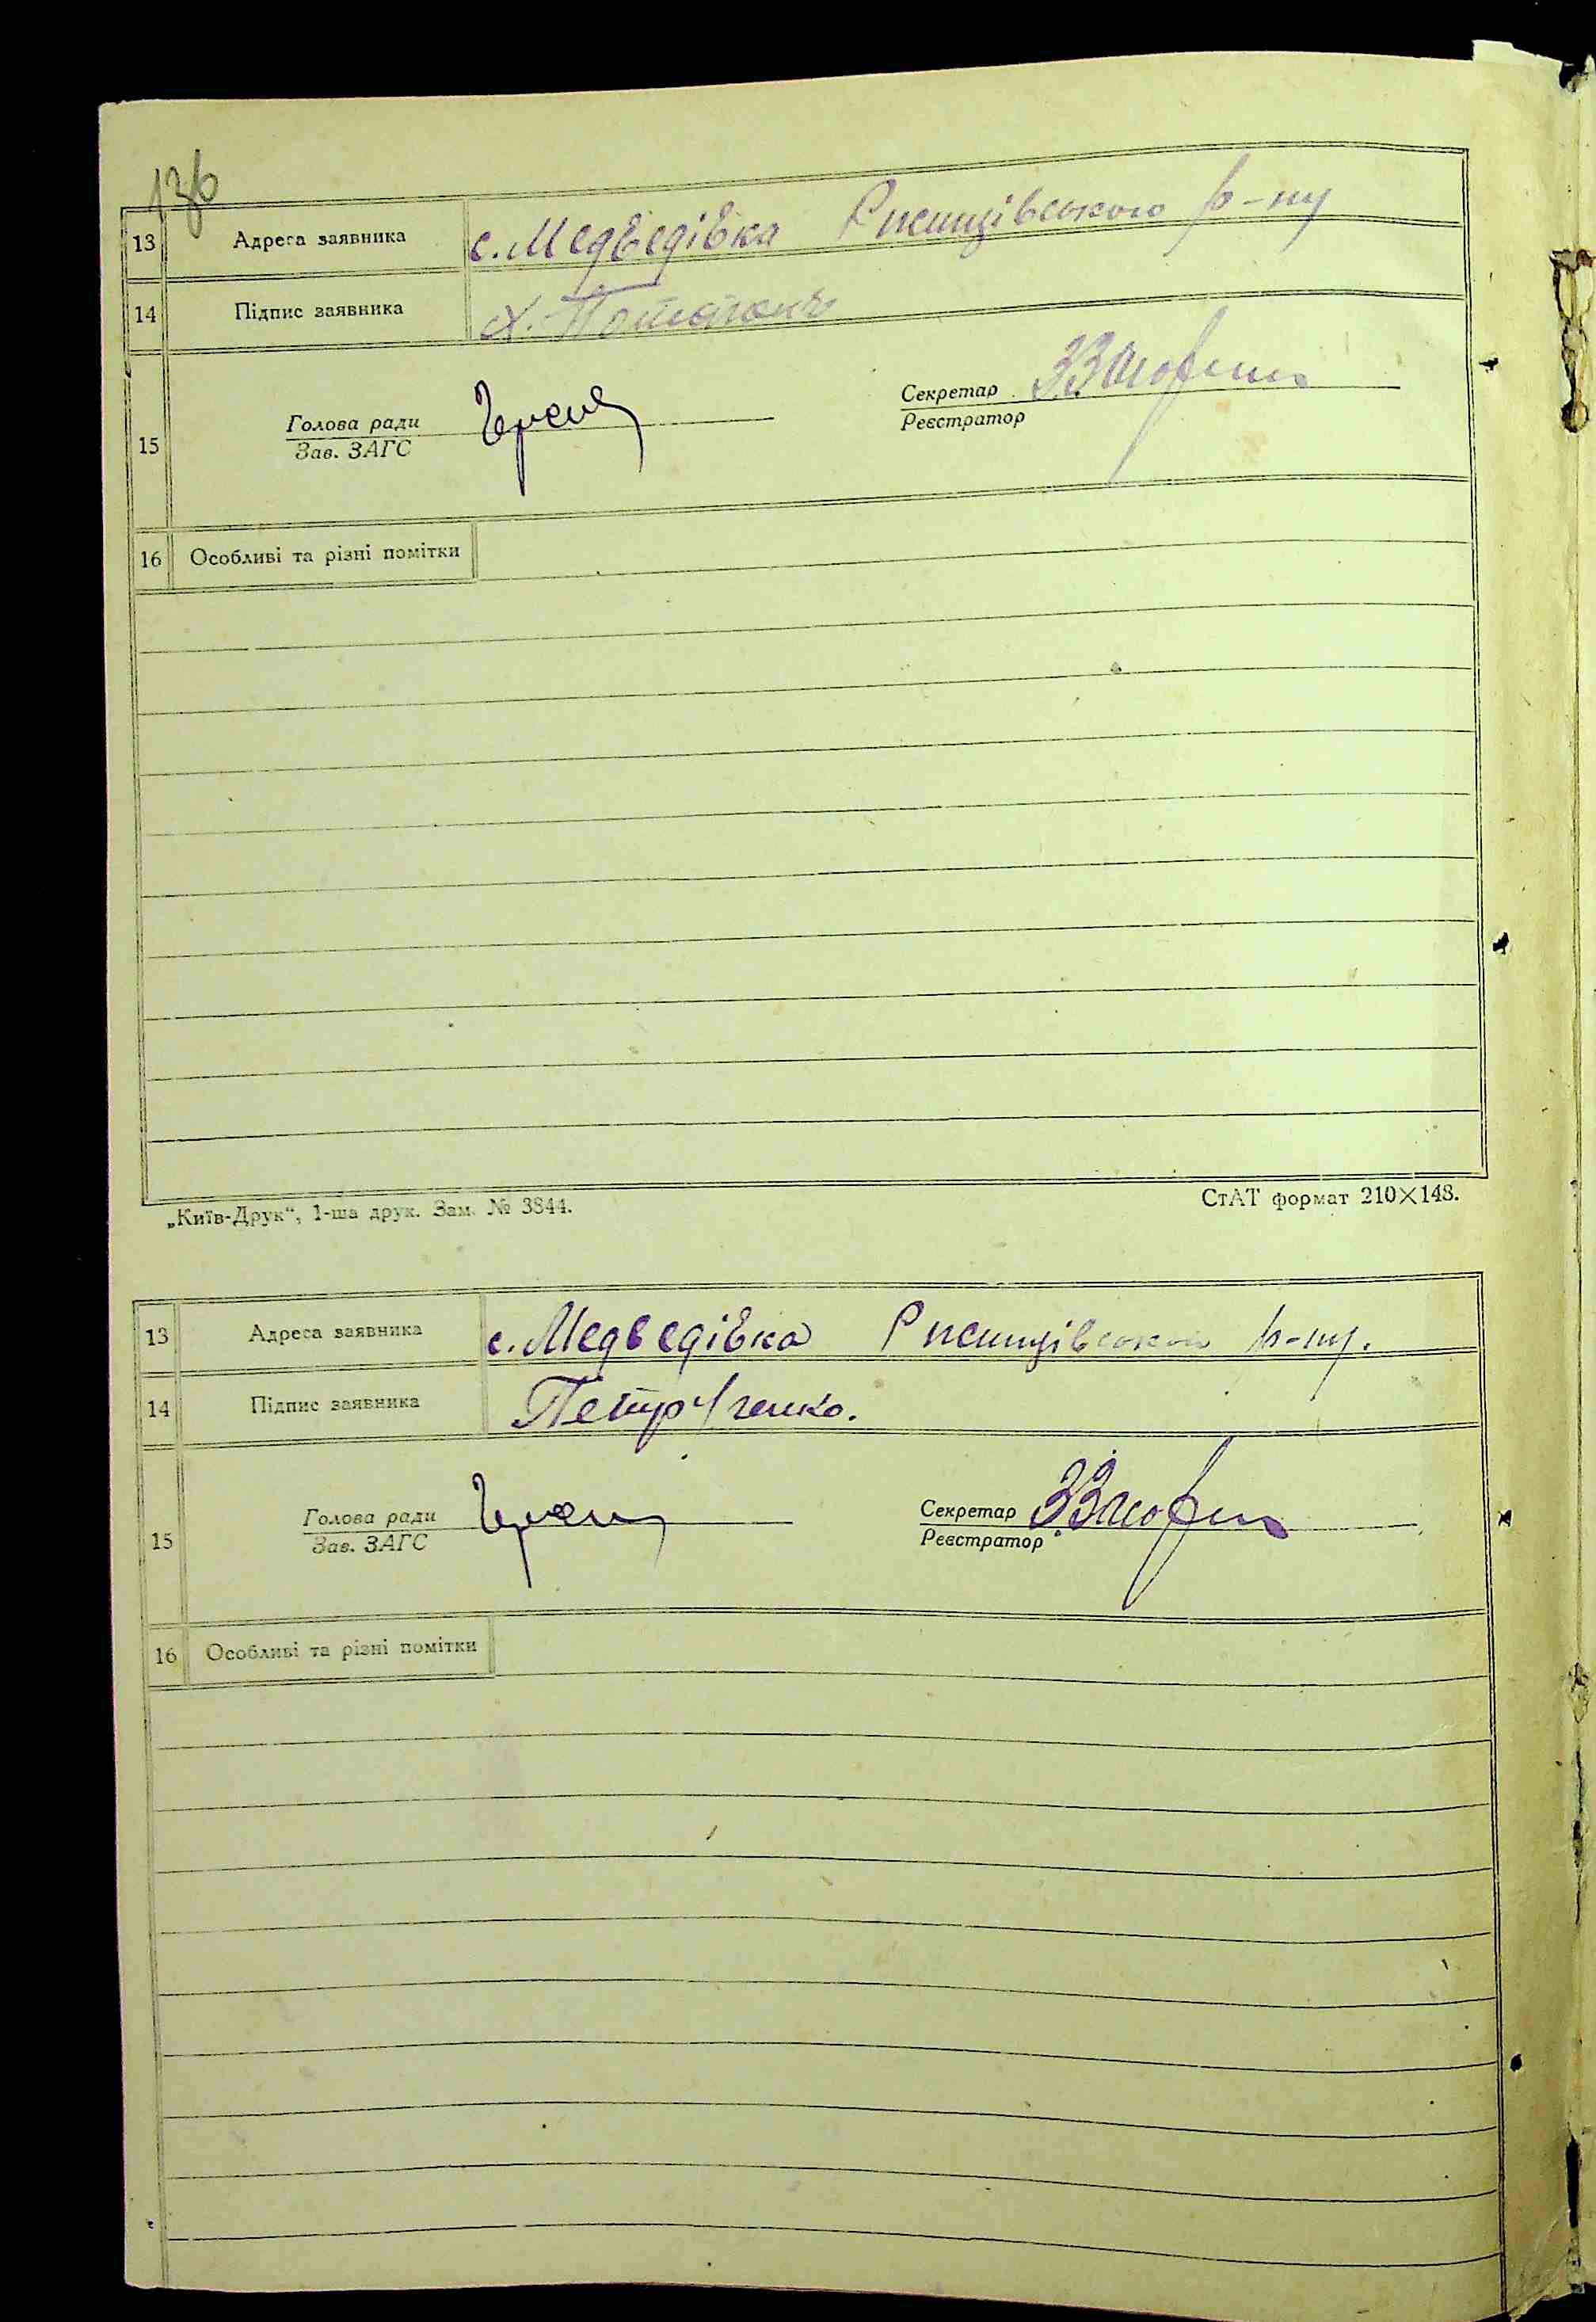 136
13 Адреса заявника с. Медведівка Ржищівського р-ну
14 Підпис заявника Х.
Секретар
Голова ради
Реєстратор
15
Зав. ЗАГС
16 Особливі та різні помітки
„Київ-Друк“, 1-ша друк. Зам. № 3844.
СтАТ формат 210×148.
13 Адреса заявника с. Медведівка Ржищівського р-ну.
14 Підпис заявника
Голова ради Секретар
15 Зав. ЗАГС Реєстратор
16 Особливі та різні помітки